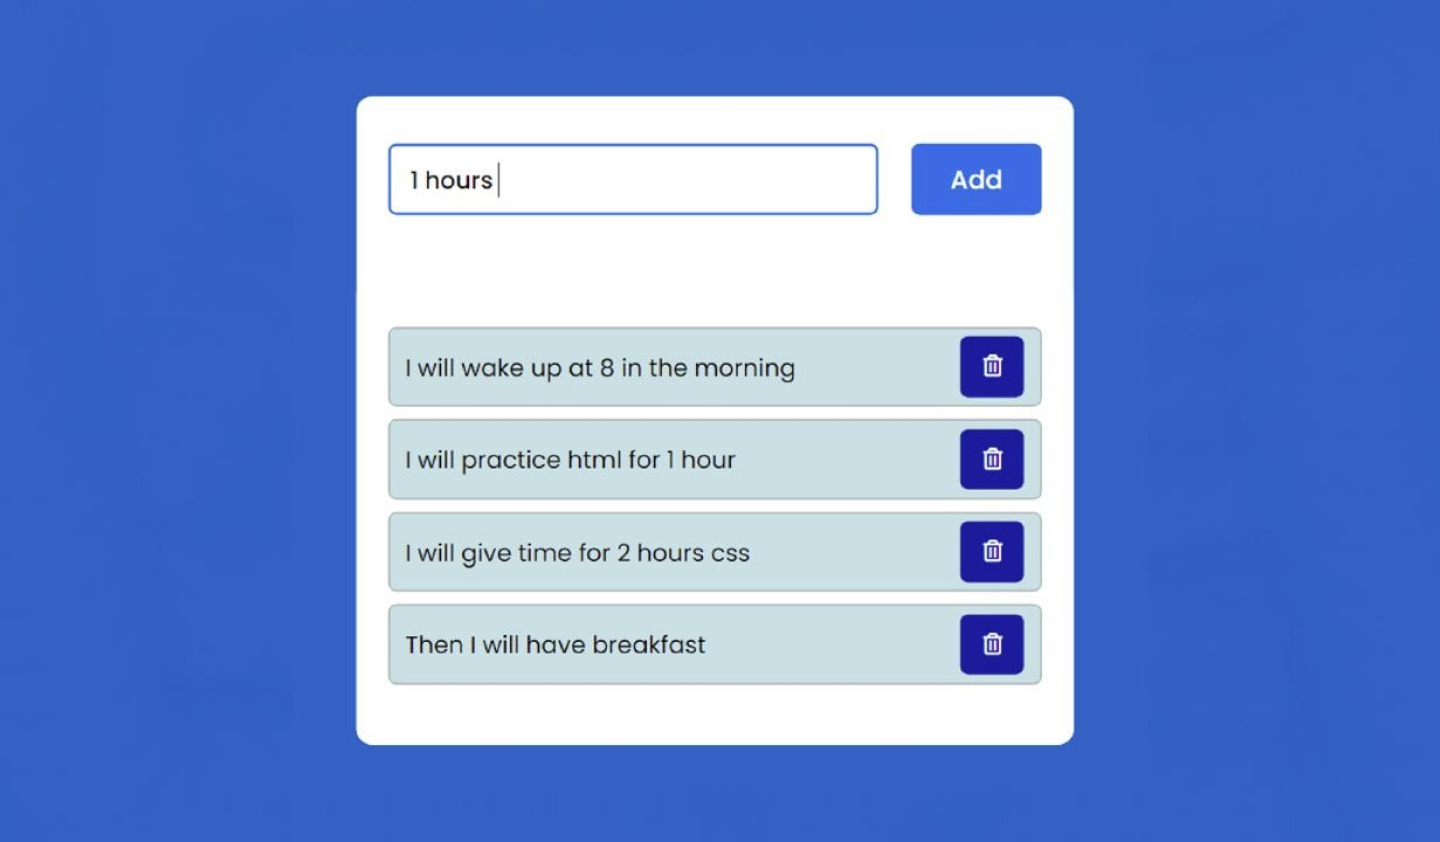 1 hours
Add
I will wake up at 8 in the morning
I will practice html for 1 hour
I will give time for 2 hours css
Then I will have breakfast